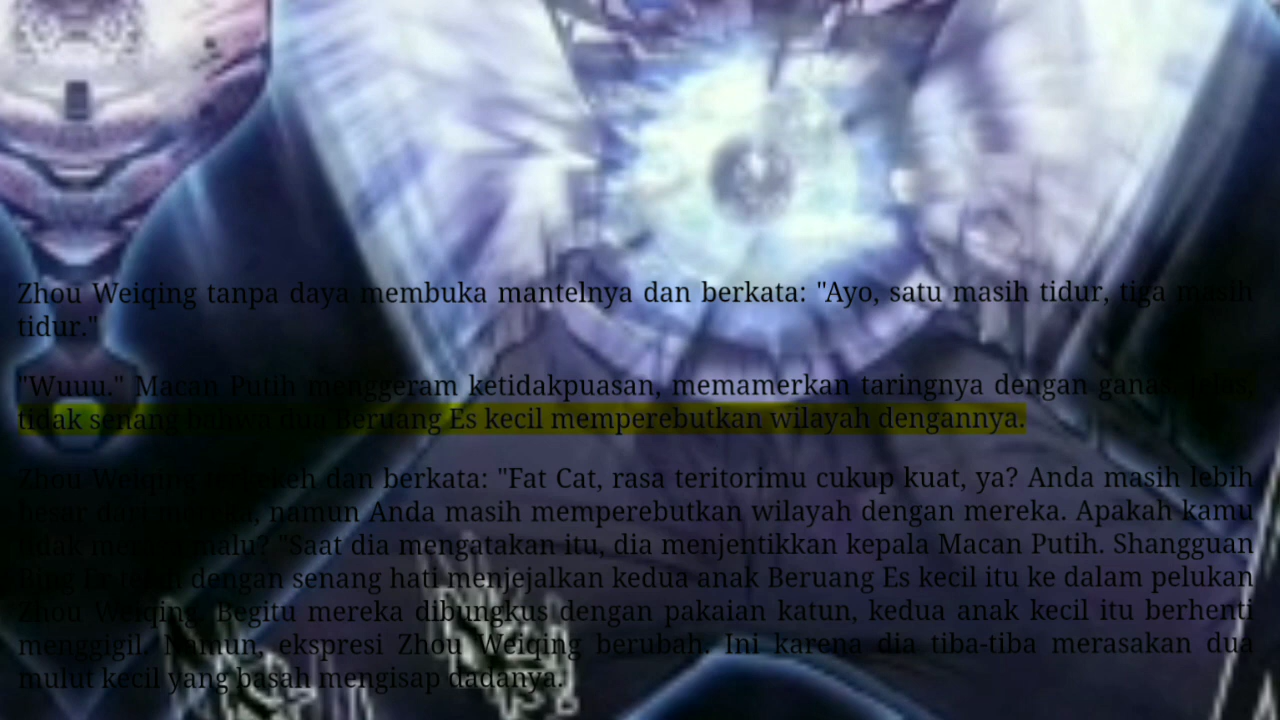 Zhou Weiqing tanpa daya membuka mantelnya dan berkata: "Ayo, satu masih tidur, tiga masih
tidur."
"Wuuu." Macan Putih menggeram ketidakpuasan, memamerkan taringnya dengan ganas
tidak senang bahwa dua Beruang Es kecil memperebutkan wilayah dengannya.
Zhou Weiqing terkekeh dan berkata: "Fat Cat, rasa teritorimu cukup kuat, ya? Anda masih lebih
besar dari mereka, namun Anda masih memperebutkan wilayah dengan mereka. Apakah kamu
tidak merasa malu? "Saat dia mengatakan itu, dia menjentikkan kepala Macan Putih. Shangguan
Bing Er dengan senang hati menjejalkan kedua anak Beruang Es kecil itu ke dalam pelukan
Zhou Weiqing. Begitu mereka dibungkus dengan pakaian katun, kedua anak kecil itu berhenti
menggigil. Namun, ekspresi Zhou Weiqing berubah. Ini karena dia tiba-tiba merasakan dua
mulut kecil yang basah mengisap dadanya.